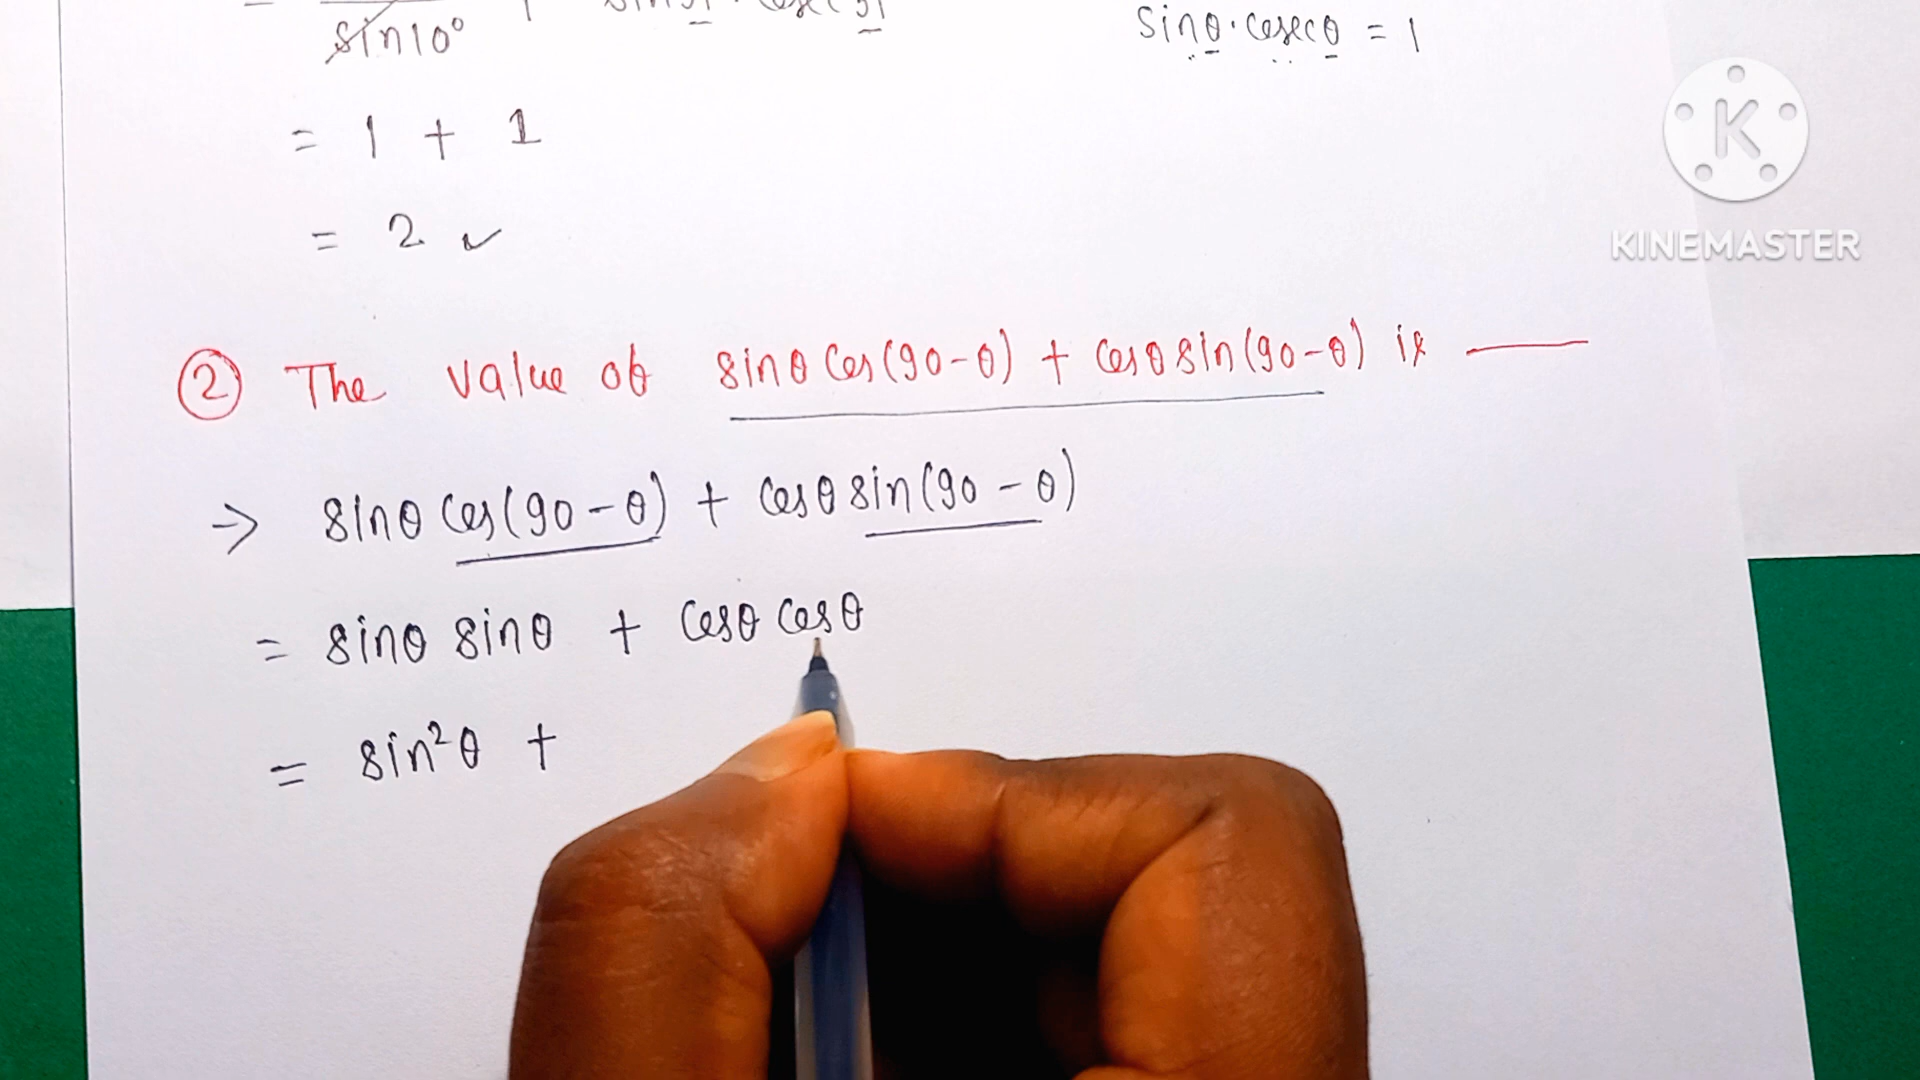 sin10°
sinθ·cosecθ = 1
= 1 + 1
= 2 ✓
KINEMASTER
② The value of sinθ cos(90-θ) + cosθ sin(90-θ) is ——
→ sinθ cos(90-θ) + cosθ sin(90-θ)
= sinθ sinθ + cosθ cosθ
= sin²θ +